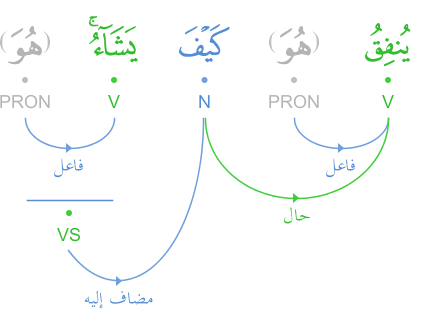 يُنفِقُ (هُوَ) كَيْفَ يَشَآءُ ۚ (هُوَ)
V PRON N V PRON
فاعل فاعل
حال
VS
مضاف إليه